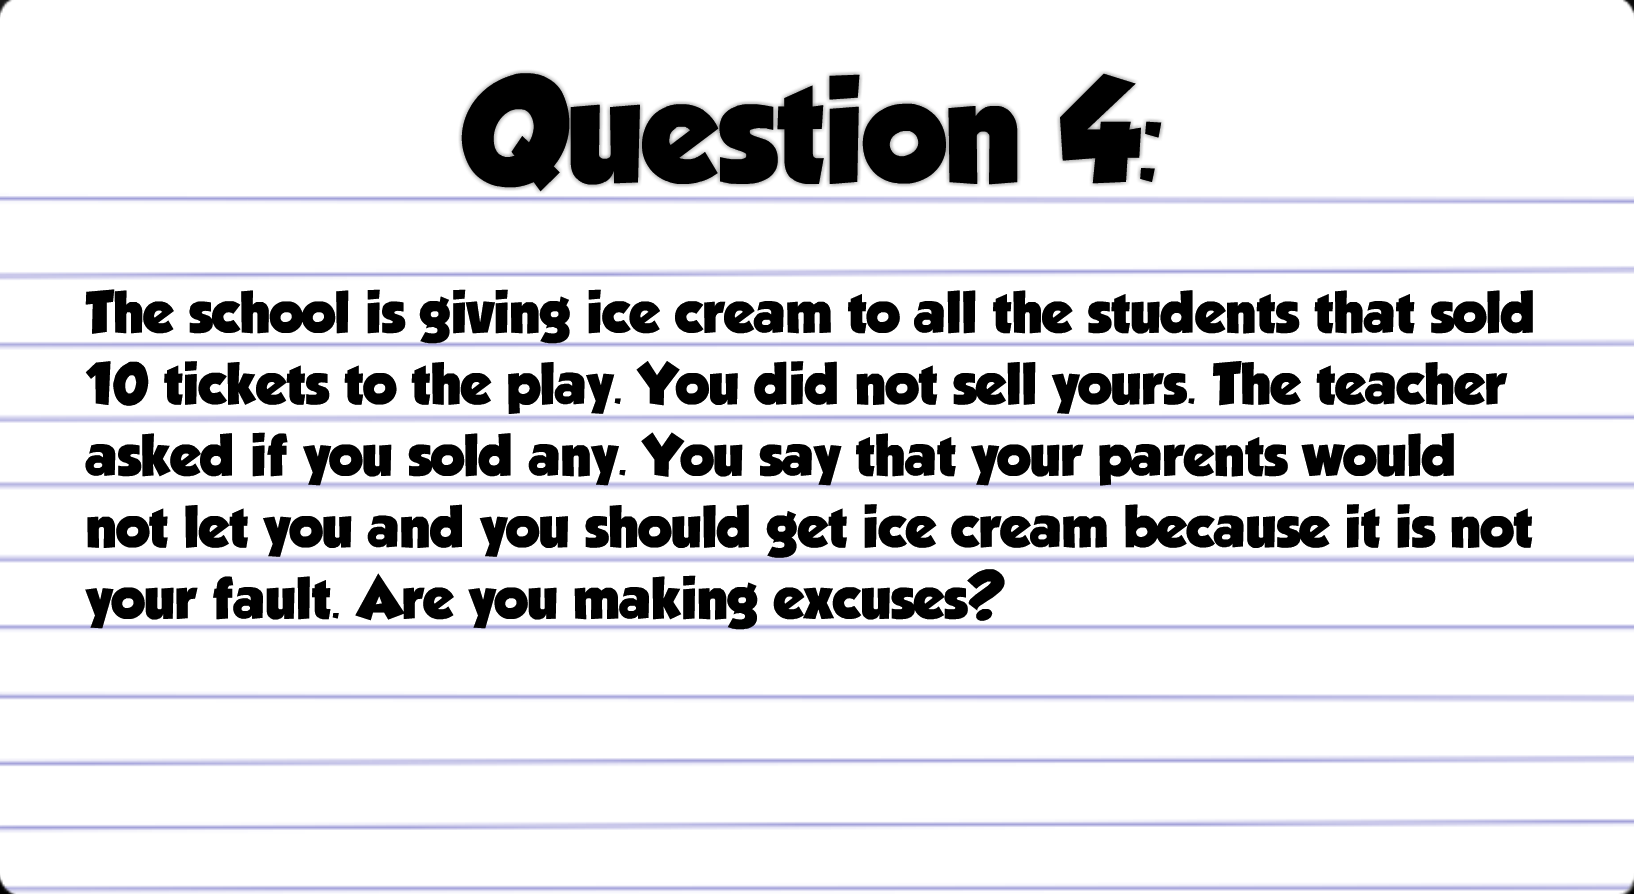 Question 4:
The school is giving ice cream to all the students that sold
10 tickets to the play. You did not sell yours. The teacher
asked if you sold any. You say that your parents would
not let you and you should get ice cream because it is not
your fault. Are you making excuses?